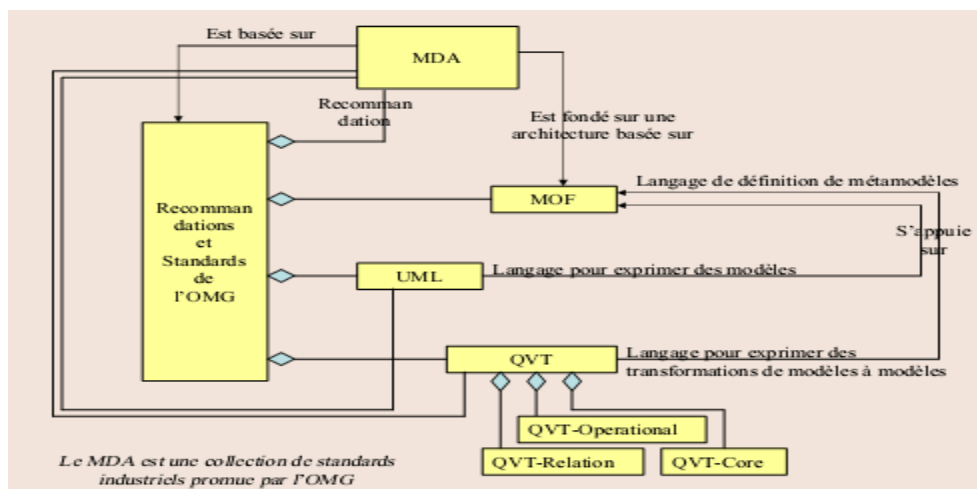 Est basée sur
MDA
Recomman
dation
Est fondé sur une
architecture basée sur
Langage de définition de métamodèles
MOF
S'appuie
sur
Recomman
dations
et
Standards
de
l'OMG
UML
Langage pour exprimer des modèles
QVT
Langage pour exprimer des
transformations de modèles à modèles
QVT-Operational
QVT-Relation
QVT-Core
Le MDA est une collection de standards
industriels promue par l'OMG